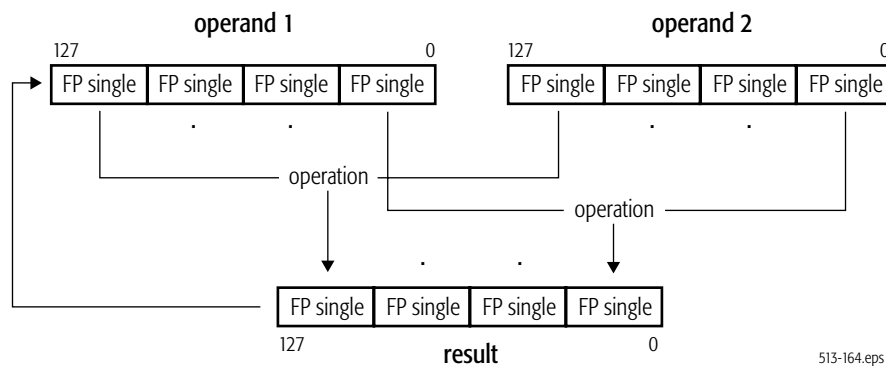 operand 1 operand 2
127 0 127 0
FP single FP single FP single FP single FP single FP single FP single FP single
. . . .
operation
operation
. .
FP single FP single FP single FP single
127 0
result
513-164.eps